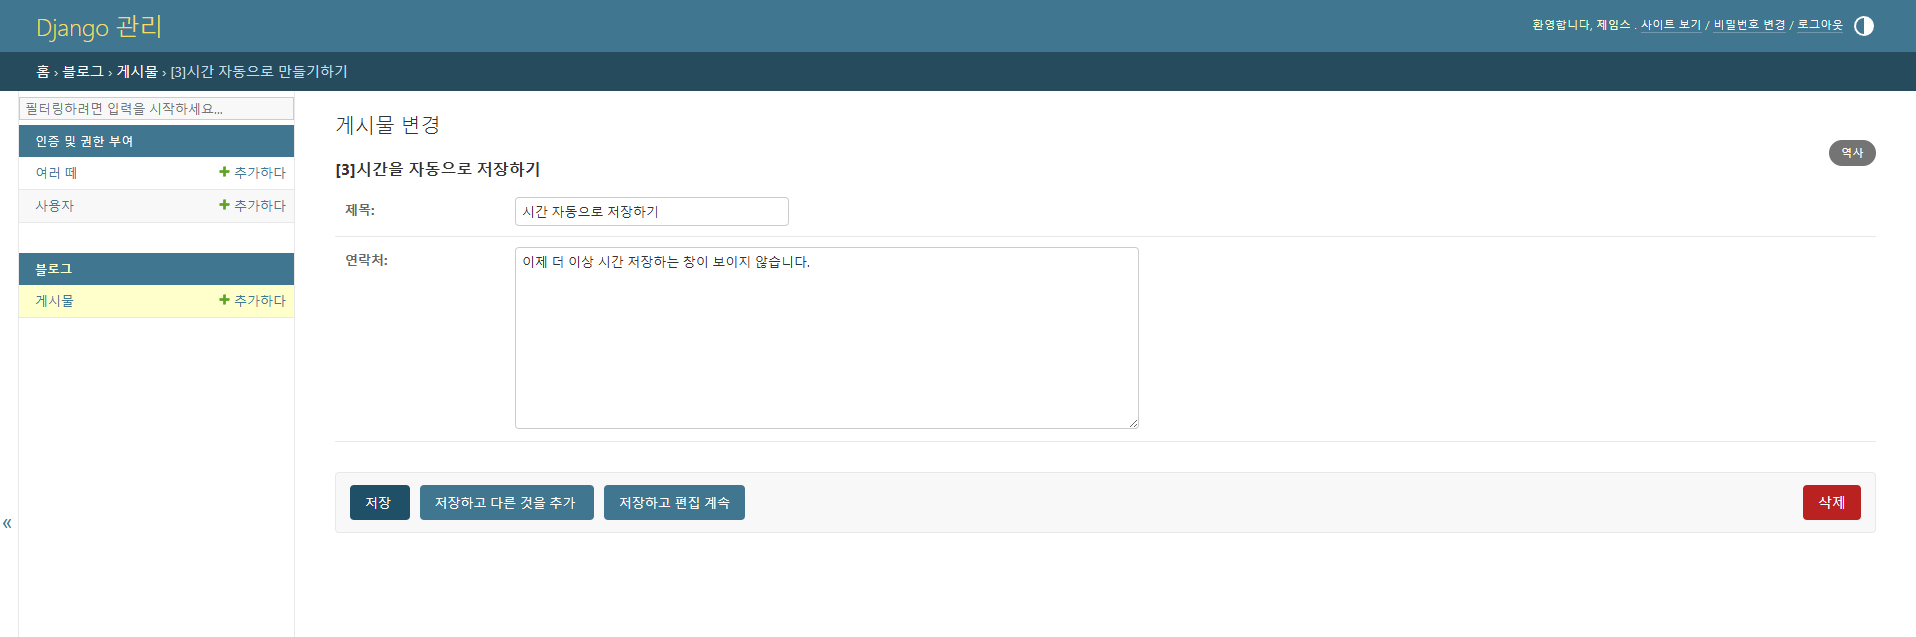 Django 관리
환영합니다, 제임스 . 사이트 보기 / 비밀번호 변경 / 로그아웃
홈 › 블로그 › 게시물 › [3]시간 자동으로 만들기하기
필터링하려면 입력을 시작하세요...
인증 및 권한 부여
여러 떼 추가하다
사용자 추가하다
블로그
게시물 추가하다
«
게시물 변경
역사
[3]시간을 자동으로 저장하기
제목: 시간 자동으로 저장하기
연락처: 이제 더 이상 시간 저장하는 창이 보이지 않습니다.
저장 저장하고 다른 것을 추가 저장하고 편집 계속 삭제